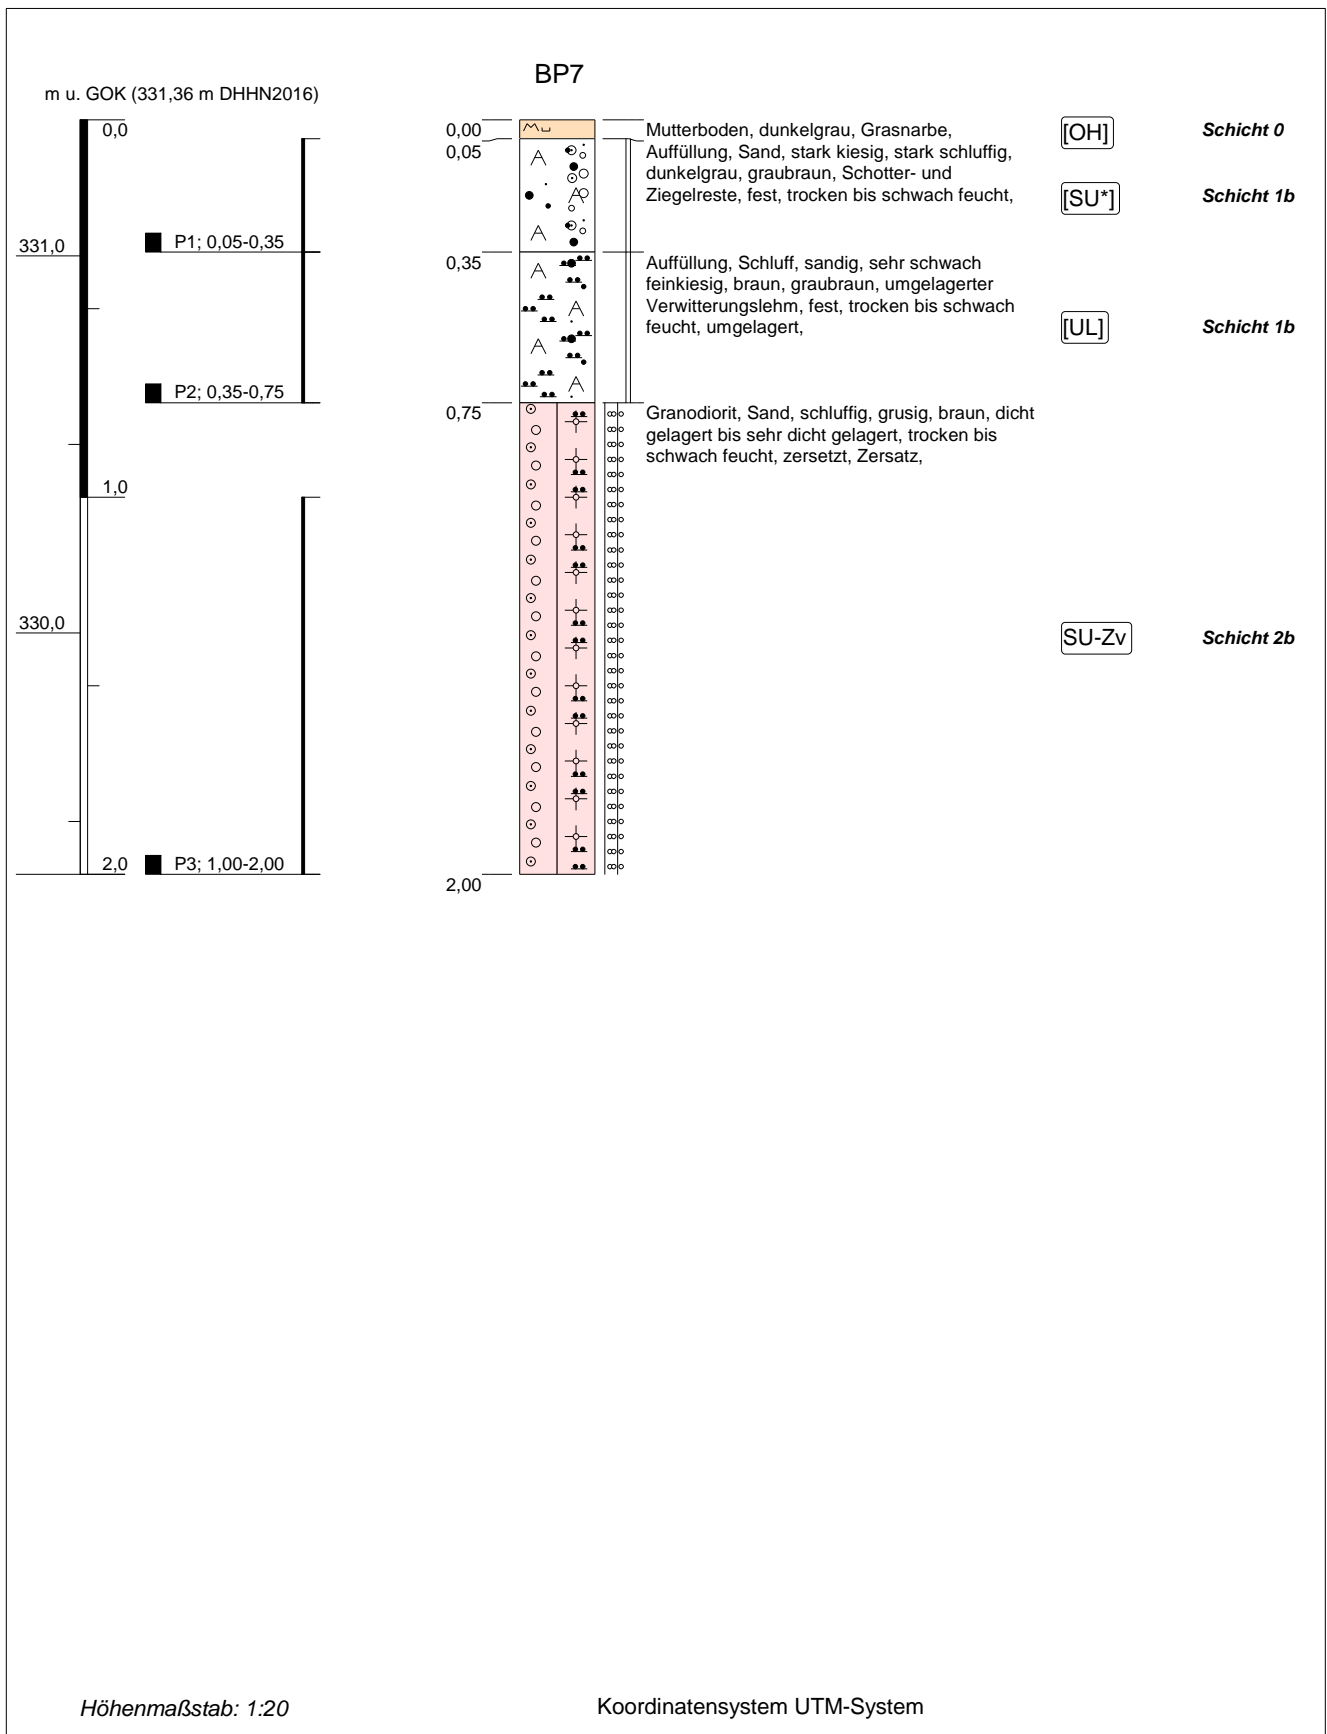 BP7
m u. GOK (331,36 m DHHN2016)
0,0
0,00
Mutterboden, dunkelgrau, Grasnarbe,
[OH]
Schicht 0
0,05
Auffüllung, Sand, stark kiesig, stark schluffig,
dunkelgrau, graubraun, Schotter- und
Ziegelreste, fest, trocken bis schwach feucht,
[SU*]
Schicht 1b
331,0
P1; 0,05-0,35
0,35
Auffüllung, Schluff, sandig, sehr schwach
feinkiesig, braun, graubraun, umgelagerter
Verwitterungslehm, fest, trocken bis schwach
feucht, umgelagert,
[UL]
Schicht 1b
P2; 0,35-0,75
0,75
Granodiorit, Sand, schluffig, grusig, braun, dicht
gelagert bis sehr dicht gelagert, trocken bis
schwach feucht, zersetzt, Zersatz,
1,0
330,0
SU-Zv
Schicht 2b
2,0
P3; 1,00-2,00
2,00
Höhenmaßstab: 1:20
Koordinatensystem UTM-System